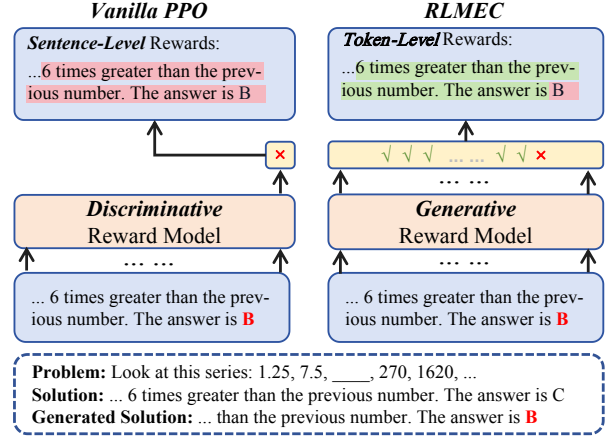 Vanilla PPO
Sentence-Level Rewards:
...6 times greater than the prev-
ious number. The answer is B
×
Discriminative
Reward Model
... ...
... 6 times greater than the prev-
ious number. The answer is B
RLMEC
Token-Level Rewards:
...6 times greater than the prev-
ious number. The answer is B
√ √ √ ... ... √ √ ×
... ...
Generative
Reward Model
... ...
... 6 times greater than the prev-
ious number. The answer is B
Problem: Look at this series: 1.25, 7.5, ____, 270, 1620, ...
Solution: ... 6 times greater than the previous number. The answer is C
Generated Solution: ... than the previous number. The answer is B